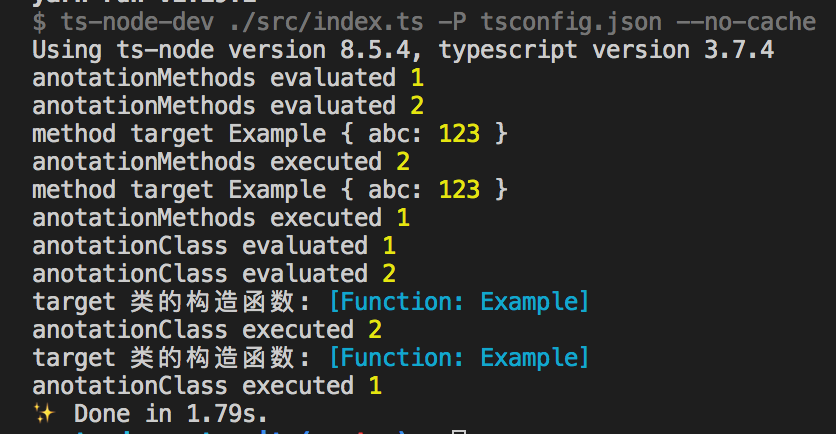 $ ts-node-dev ./src/index.ts -P tsconfig.json --no-cache
Using ts-node version 8.5.4, typescript version 3.7.4
anotationMethods evaluated 1
anotationMethods evaluated 2
method target Example { abc: 123 }
anotationMethods executed 2
method target Example { abc: 123 }
anotationMethods executed 1
anotationClass evaluated 1
anotationClass evaluated 2
target 类的构造函数: [Function: Example]
anotationClass executed 2
target 类的构造函数: [Function: Example]
anotationClass executed 1
✨ Done in 1.79s.